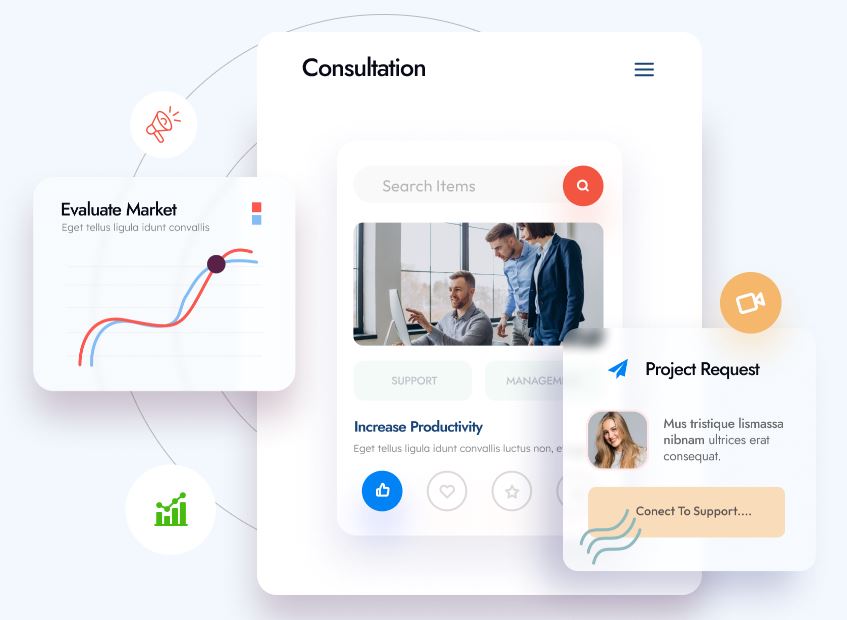 Consultation
Search Items
Evaluate Market
Eget tellus ligula idunt convallis
SUPPORT
Increase Productivity
Eget tellus ligula idunt convallis luctus non,
Project Request
Mus tristique lismassa
nibnam ultrices erat
consequat.
Conect To Support....